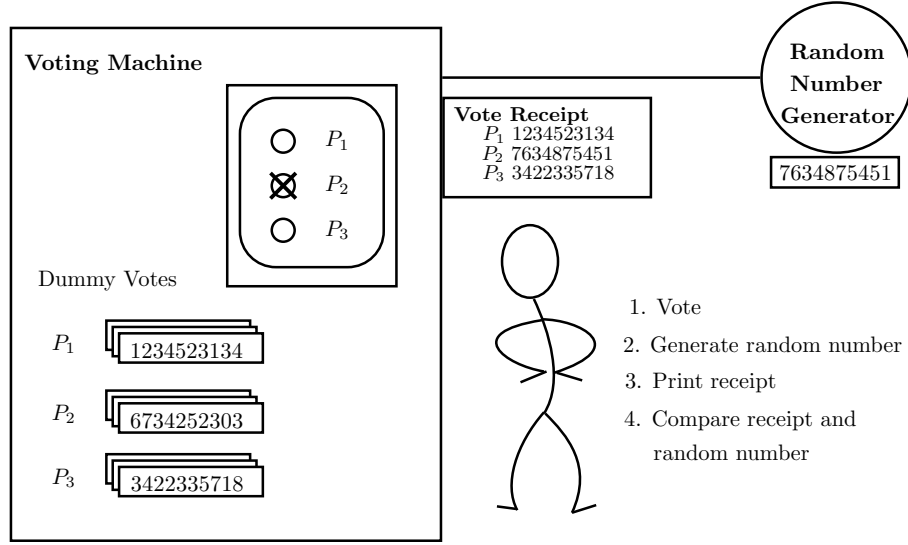 Voting Machine
P1
P2
P3
Dummy Votes
P1 1234523134
P2 6734252303
P3 3422335718
Vote Receipt
P1 1234523134
P2 7634875451
P3 3422335718
Random
Number
Generator
7634875451
1. Vote
2. Generate random number
3. Print receipt
4. Compare receipt and
random number